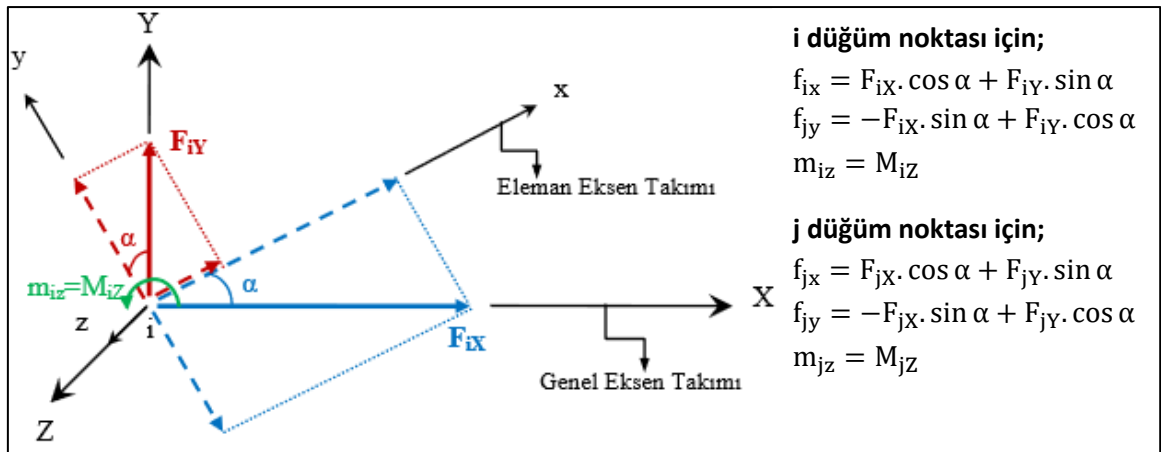 Y
y
x
F_iY
Eleman Eksen Takımı
α
α
m_iz=M_iZ
X
z
i
F_iX
Z
Genel Eksen Takımı
i düğüm noktası için;
f_ix = F_iX. cos α + F_iY. sin α
f_jy = −F_iX. sin α + F_iY. cos α
m_iz = M_iZ
j düğüm noktası için;
f_jx = F_jX. cos α + F_jY. sin α
f_jy = −F_jX. sin α + F_jY. cos α
m_jz = M_jZ